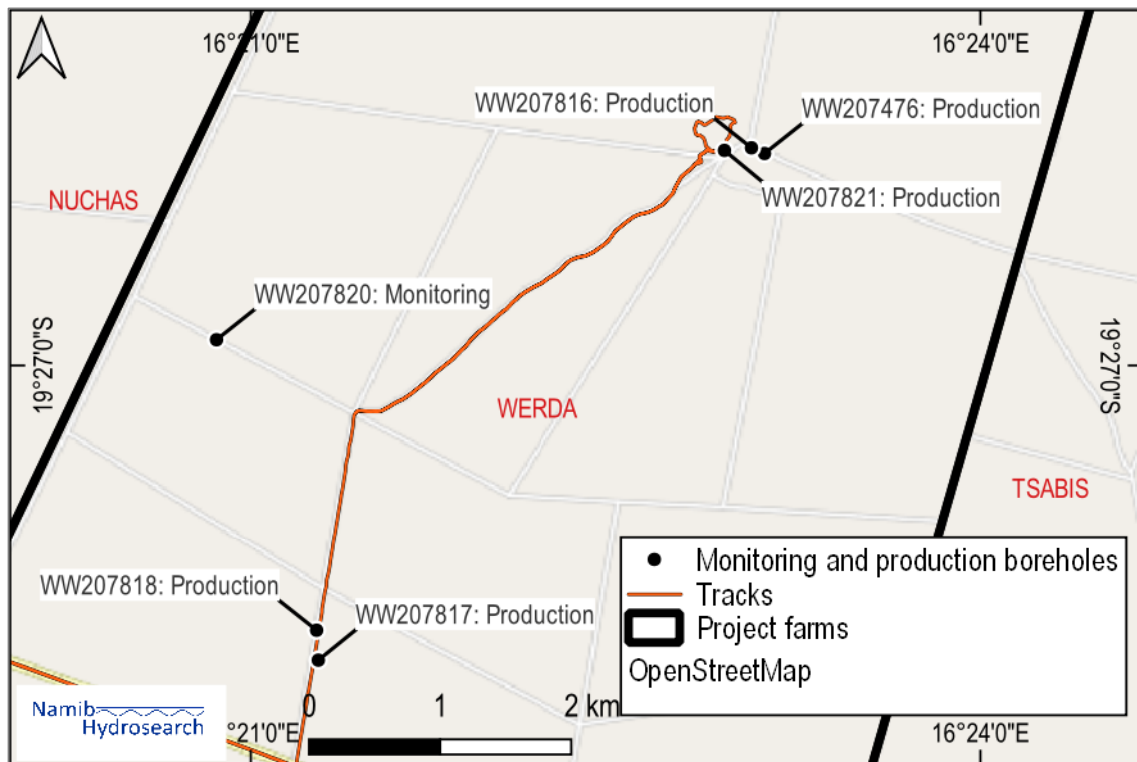 16°21'0"E
16°24'0"E
WW207816: Production
WW207476: Production
NUCHAS
WW207821: Production
WW207820: Monitoring
19°27'0"S
19°27'0"S
WERDA
TSABIS
WW207818: Production
WW207817: Production
Monitoring and production boreholes
Tracks
Project farms
OpenStreetMap
Namib
Hydrosearch
°21'0"E
0
1
2 km
16°24'0"E